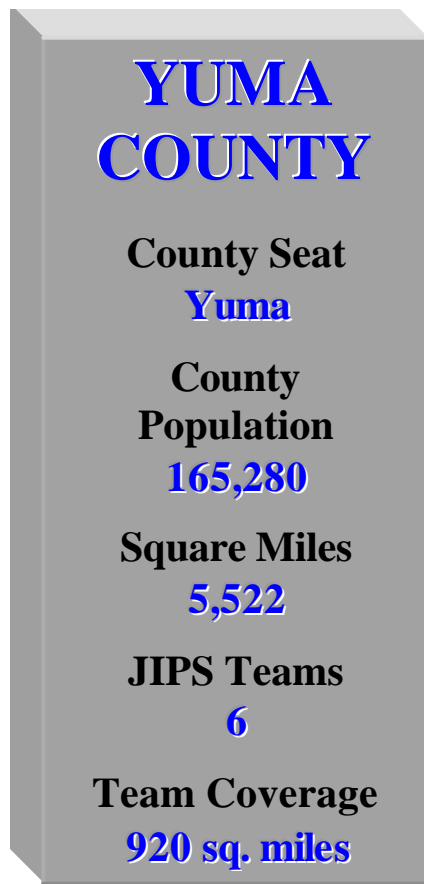 YUMA
COUNTY
County Seat
Yuma
County
Population
165,280
Square Miles
5,522
JIPS Teams
6
Team Coverage
920 sq. miles